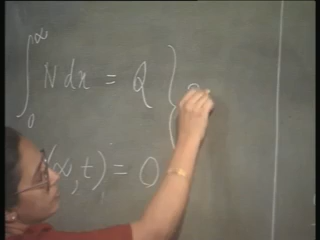 ∫₀^∞ N dx = Q }
(∞, t) = 0